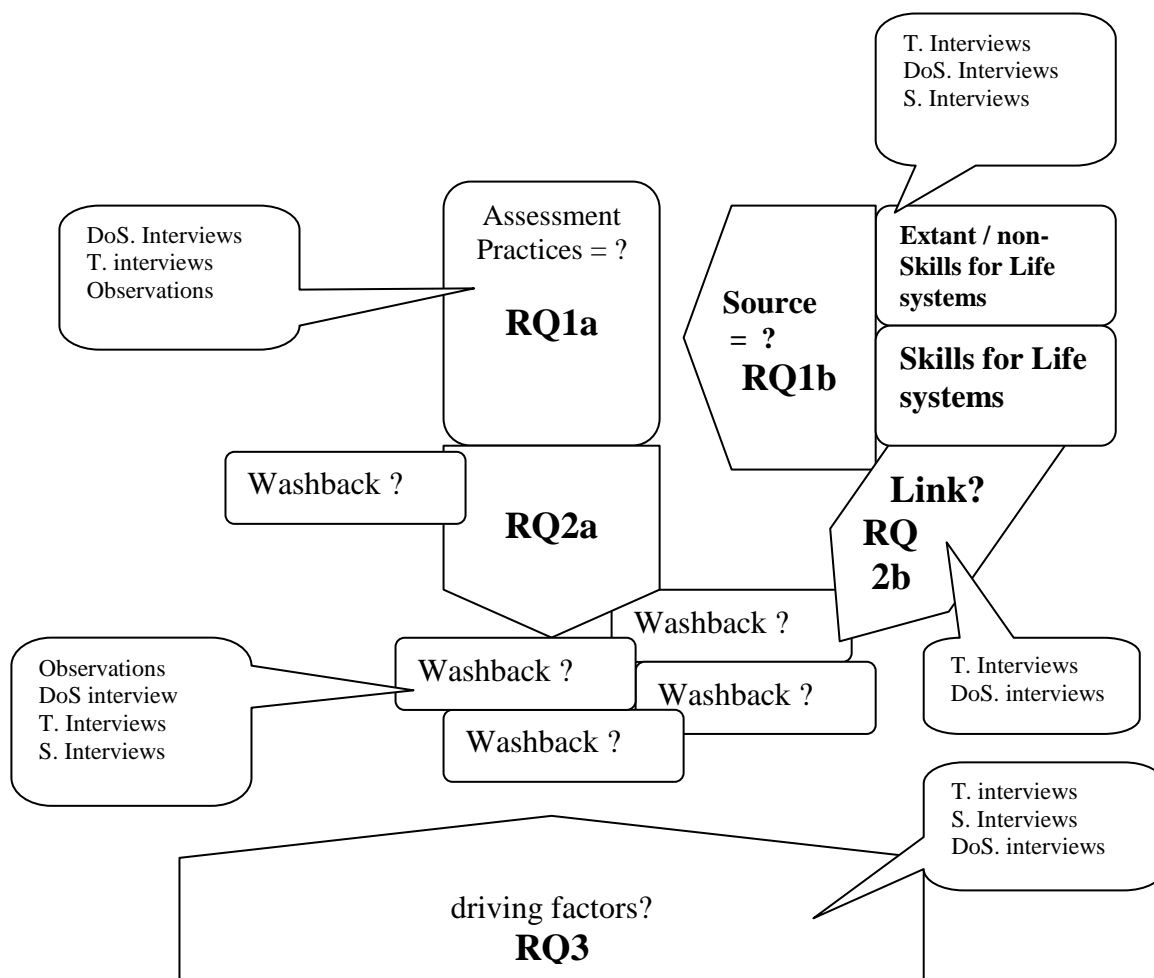 T. Interviews
DoS. Interviews
S. Interviews
DoS. Interviews
T. interviews
Observations
Assessment
Practices = ?
RQ1a
Source
= ?
RQ1b
Extant / non-
Skills for Life
systems
Skills for Life
systems
Washback ?
RQ2a
Link?
RQ
2b
Washback ?
Washback ?
Washback ?
Washback ?
Observations
DoS interview
T. Interviews
S. Interviews
T. Interviews
DoS. interviews
T. interviews
S. Interviews
DoS. interviews
driving factors?
RQ3